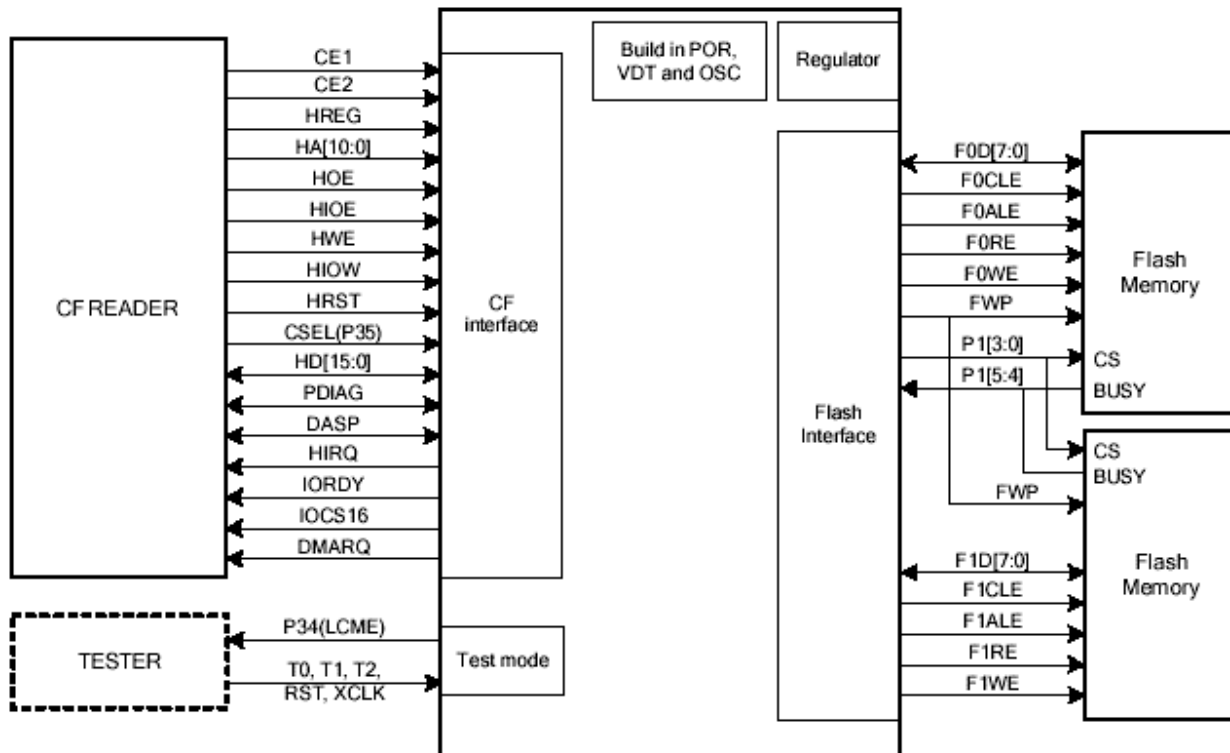 CF READER
CE1
CE2
HREG
HA[10:0]
HOE
HIOE
HWE
HIOW
HRST
CSEL(P35)
HD[15:0]
PDIAG
DASP
HIRQ
IORDY
IOCS16
DMARQ
CF
interface
TESTER
P34(LCME)
T0, T1, T2,
RST, XCLK
Test mode
Build in POR,
VDT and OSC
Regulator
Flash
Interface
F0D[7:0]
F0CLE
F0ALE
F0RE
F0WE
FWP
P1[3:0]
P1[5:4]
Flash
Memory
CS
BUSY
CS
BUSY
FWP
F1D[7:0]
F1CLE
F1ALE
F1RE
F1WE
Flash
Memory